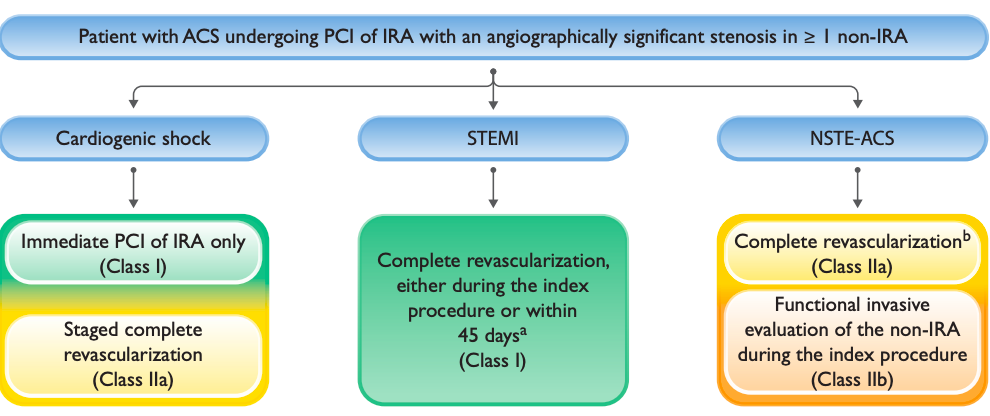 Patient with ACS undergoing PCI of IRA with an angiographically significant stenosis in ≥ 1 non-IRA
Cardiogenic shock
STEMI
NSTE-ACS
Immediate PCI of IRA only
(Class I)
Staged complete
revascularization
(Class IIa)
Complete revascularization,
either during the index
procedure or within
45 daysª
(Class I)
Complete revascularizationᵇ
(Class IIa)
Functional invasive
evaluation of the non-IRA
during the index procedure
(Class IIb)